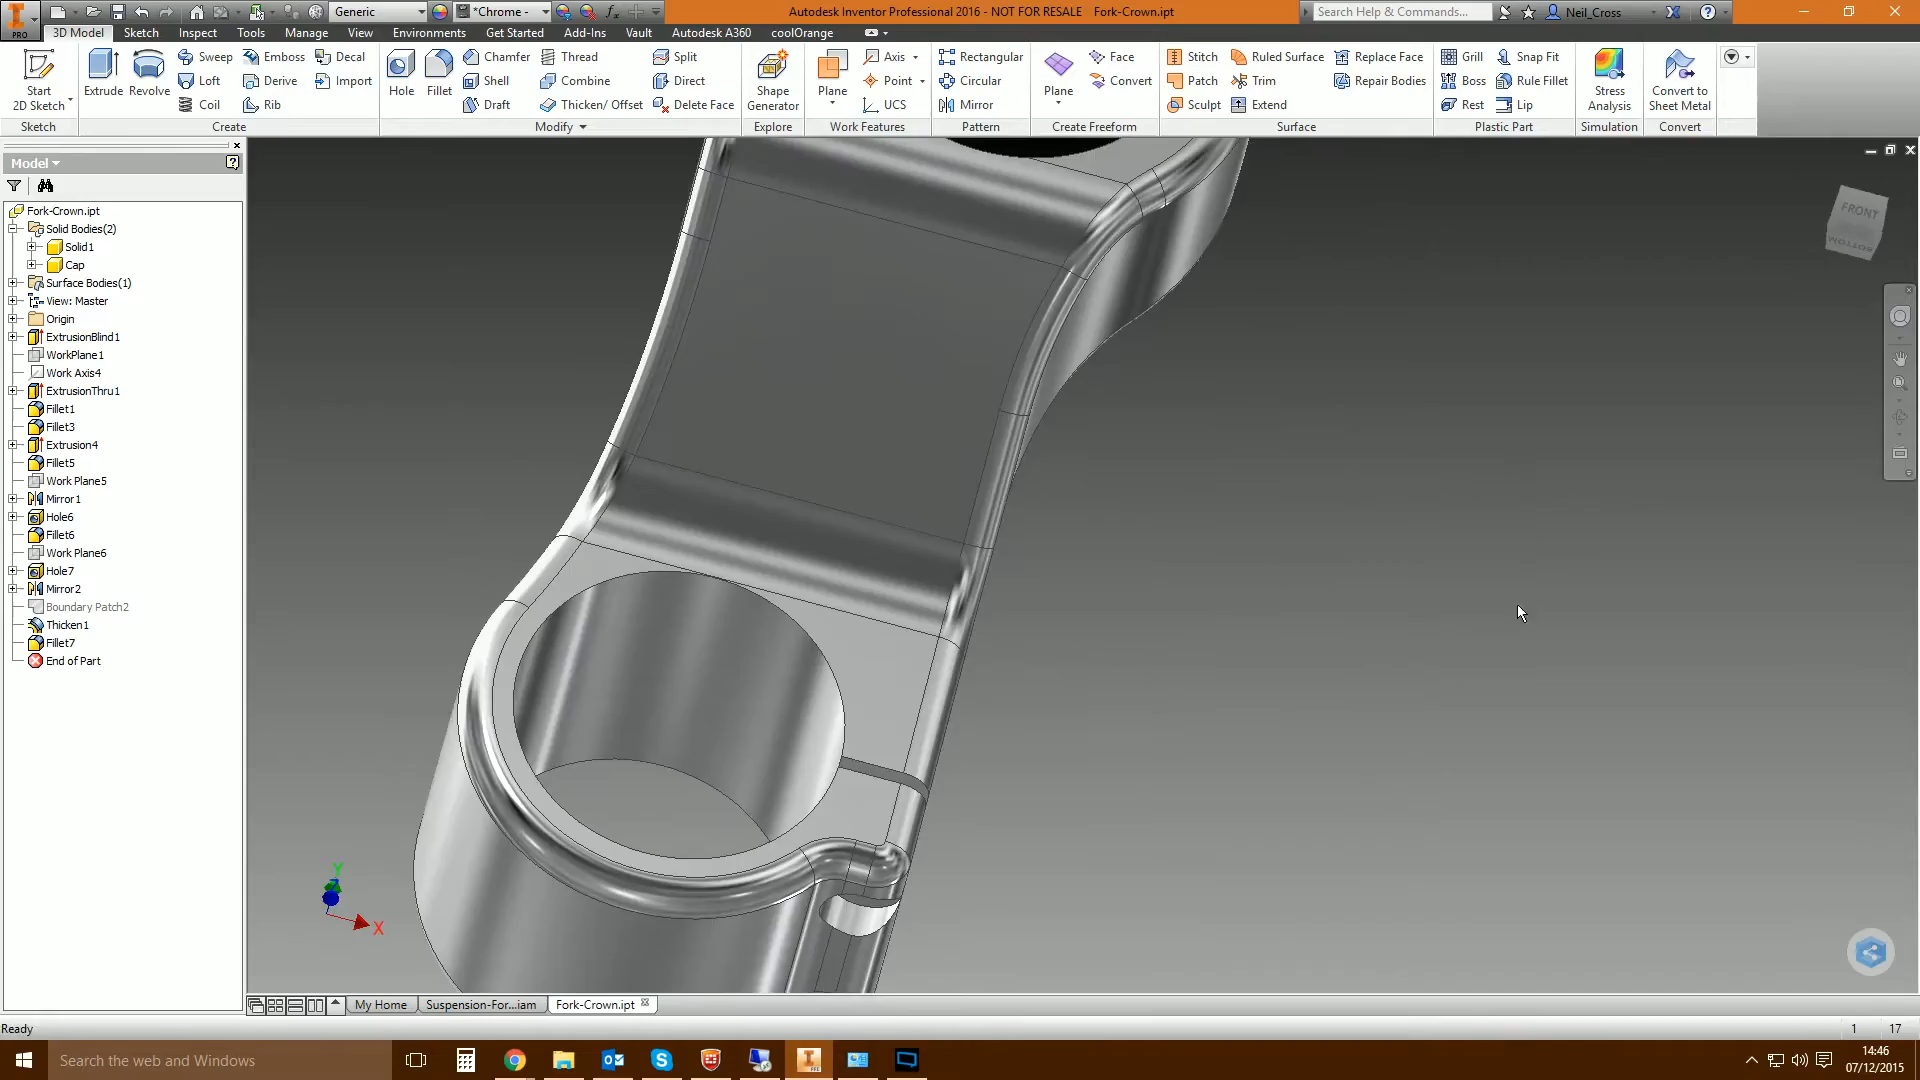 PRO
Generic
*Chrome -
Autodesk Inventor Professional 2016 - NOT FOR RESALE Fork-Crown.ipt
Search Help & Commands...
Neil_Cross
3D Model Sketch Inspect Tools Manage View Environments Get Started Add-Ins Vault Autodesk A360 coolOrange
Start
2D Sketch
Sketch
Extrude
Revolve
Sweep
Loft
Coil
Emboss
Derive
Rib
Decal
Import
Create
Hole
Fillet
Chamfer
Shell
Draft
Thread
Combine
Thicken/ Offset
Split
Direct
Delete Face
Modify
Shape
Generator
Explore
Plane
Axis
Point
UCS
Work Features
Rectangular
Circular
Mirror
Pattern
Plane
Face
Convert
Create Freeform
Stitch
Patch
Sculpt
Ruled Surface
Trim
Extend
Replace Face
Repair Bodies
Surface
Grill
Boss
Rest
Snap Fit
Rule Fillet
Lip
Plastic Part
Stress
Analysis
Simulation
Convert to
Sheet Metal
Convert
Model
Fork-Crown.ipt
Solid Bodies(2)
Solid1
Cap
Surface Bodies(1)
View: Master
Origin
ExtrusionBlind1
WorkPlane1
Work Axis4
ExtrusionThru1
Fillet1
Fillet3
Extrusion4
Fillet5
Work Plane5
Mirror1
Hole6
Fillet6
Work Plane6
Hole7
Mirror2
Boundary Patch2
Thicken1
Fillet7
End of Part
FRONT
BOTTOM
Y
Z
X
My Home
Suspension-For...iam
Fork-Crown.ipt
Ready
1 17
Search the web and Windows
14:46
07/12/2015